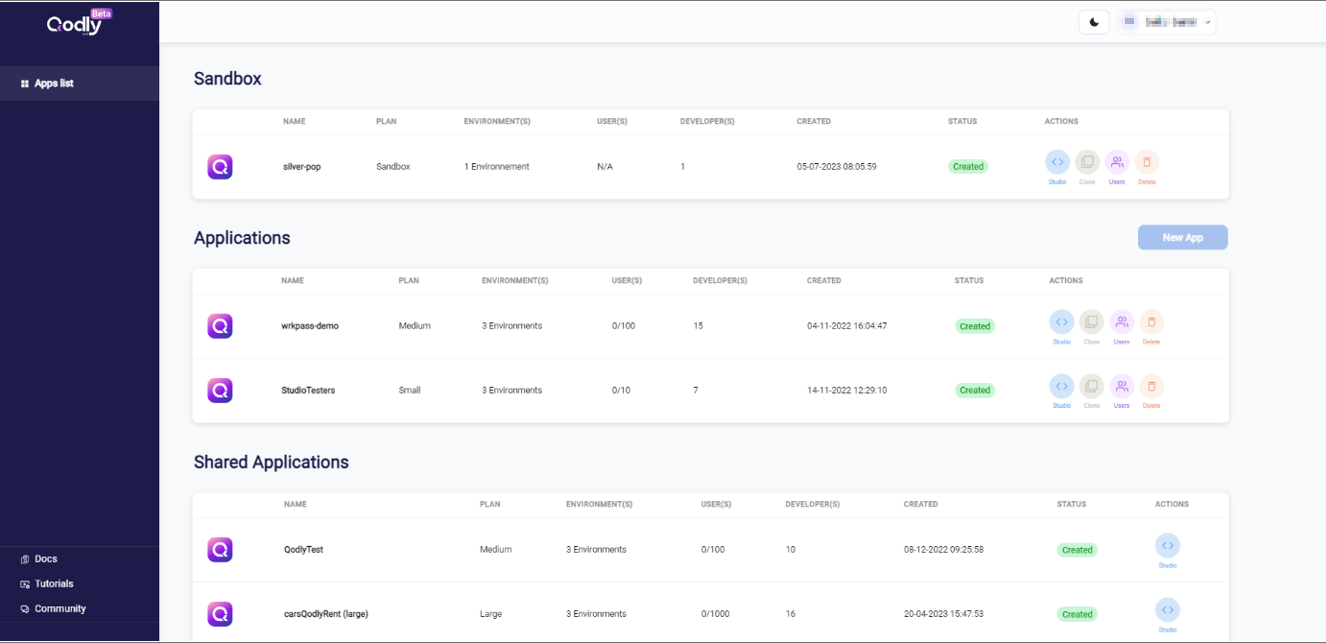 Qodly Beta
Apps list
Sandbox
NAME PLAN ENVIRONMENT(S) USER(S) DEVELOPER(S) CREATED STATUS ACTIONS
silver-pop Sandbox 1 Environnement N/A 1 05-07-2023 08:05:59 Created
Studio Clone Users Delete
Applications New App
NAME PLAN ENVIRONMENT(S) USER(S) DEVELOPER(S) CREATED STATUS ACTIONS
wrkpass-demo Medium 3 Environments 0/100 15 04-11-2022 16:04:47 Created
Studio Clone Users Delete
StudioTesters Small 3 Environments 0/10 7 14-11-2022 12:29:10 Created
Studio Clone Users Delete
Shared Applications
NAME PLAN ENVIRONMENT(S) USER(S) DEVELOPER(S) CREATED STATUS ACTIONS
QodlyTest Medium 3 Environments 0/100 10 08-12-2022 09:25:58 Created
Studio
carsQodlyRent (large) Large 3 Environments 0/1000 16 20-04-2023 15:47:53 Created
Studio
Docs
Tutorials
Community